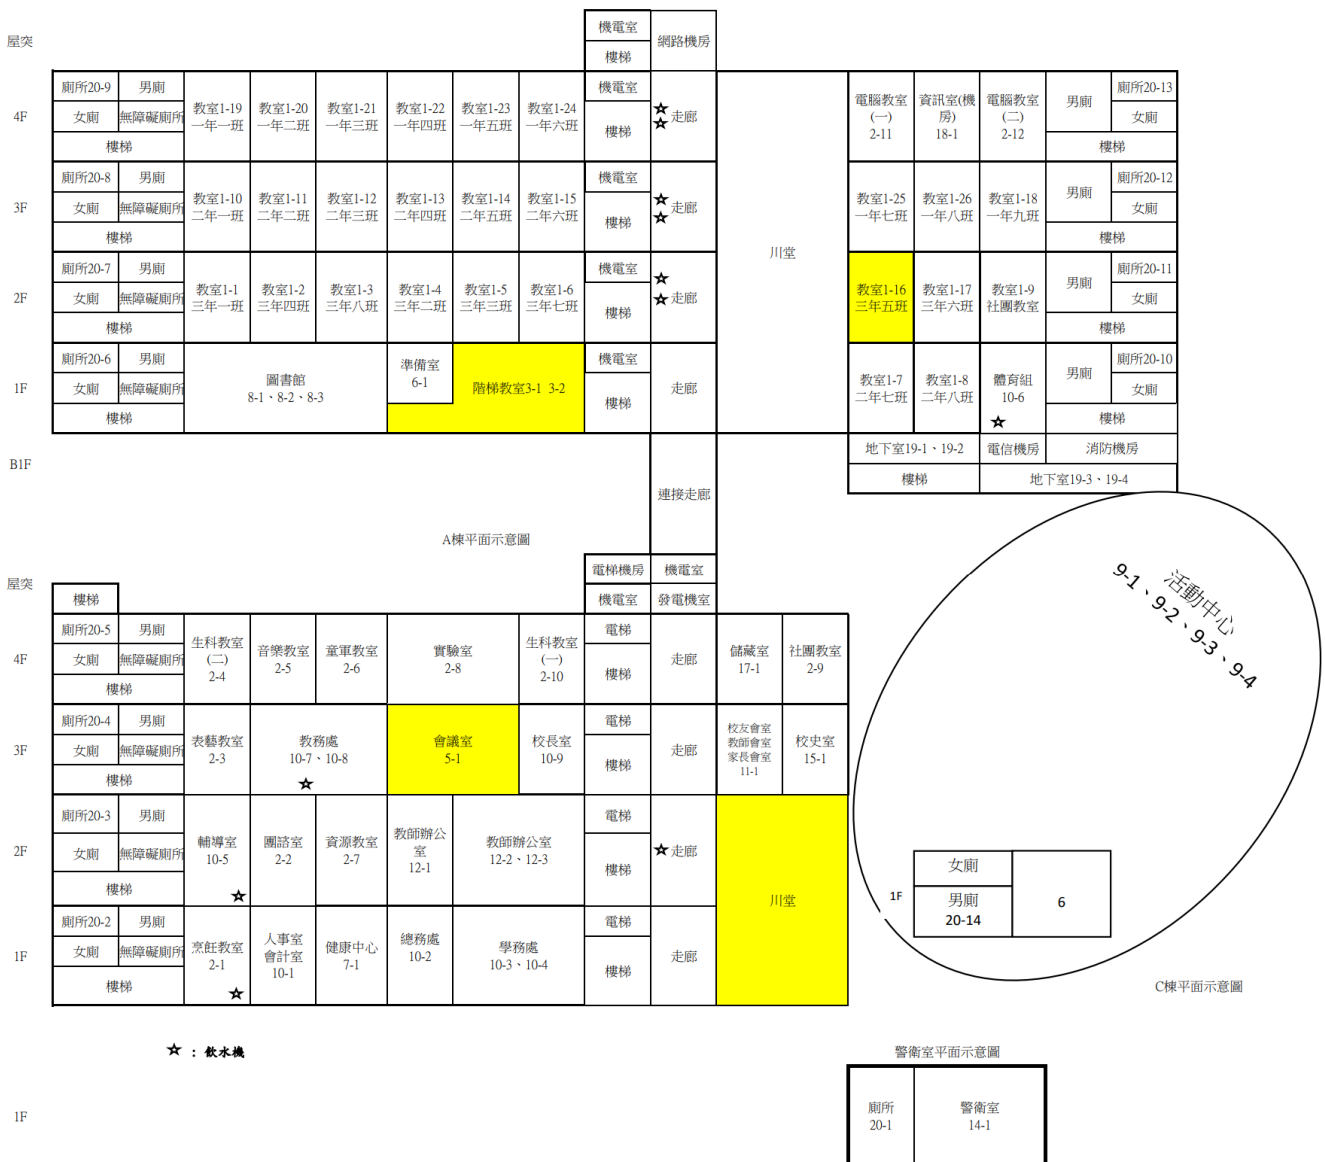 屋突
機電室
樓梯
網路機房
4F
廁所20-9
男廁
女廁
無障礙廁所
樓梯
教室1-19
一年一班
教室1-20
一年二班
教室1-21
一年三班
教室1-22
一年四班
教室1-23
一年五班
教室1-24
一年六班
機電室
樓梯
☆
☆走廊
川堂
電腦教室
(一)
2-11
資訊室(機
房)
18-1
電腦教室
(二)
2-12
男廁
廁所20-13
女廁
樓梯
3F
廁所20-8
男廁
女廁
無障礙廁所
樓梯
教室1-10
二年一班
教室1-11
二年二班
教室1-12
二年三班
教室1-13
二年四班
教室1-14
二年五班
教室1-15
二年六班
機電室
樓梯
☆
☆走廊
教室1-25
一年七班
教室1-26
一年八班
教室1-18
一年九班
男廁
廁所20-12
女廁
樓梯
2F
廁所20-7
男廁
女廁
無障礙廁所
樓梯
教室1-1
三年一班
教室1-2
三年四班
教室1-3
三年八班
教室1-4
三年二班
教室1-5
三年三班
教室1-6
三年七班
機電室
樓梯
☆
☆走廊
教室1-16
三年五班
教室1-17
三年六班
教室1-9
社團教室
男廁
廁所20-11
女廁
樓梯
1F
廁所20-6
男廁
女廁
無障礙廁所
樓梯
圖書館
8-1、8-2、8-3
準備室
6-1
階梯教室3-1 3-2
機電室
樓梯
走廊
教室1-7
二年七班
教室1-8
二年八班
體育組
10-6
☆
男廁
廁所20-10
女廁
樓梯
B1F
地下室19-1、19-2
電信機房
消防機房
樓梯
地下室19-3、19-4
連接走廊
A棟平面示意圖
屋突
樓梯
電梯機房
機電室
機電室
發電機室
4F
廁所20-5
男廁
女廁
無障礙廁所
樓梯
生科教室
(二)
2-4
音樂教室
2-5
童軍教室
2-6
實驗室
2-8
生科教室
(一)
2-10
電梯
樓梯
走廊
儲藏室
17-1
社團教室
2-9
3F
廁所20-4
男廁
女廁
無障礙廁所
樓梯
表藝教室
2-3
教務處
10-7、10-8
☆
會議室
5-1
校長室
10-9
電梯
樓梯
走廊
校友會室
教師會室
家長會室
11-1
校史室
15-1
2F
廁所20-3
男廁
女廁
無障礙廁所
樓梯
輔導室
10-5
☆
團諮室
2-2
資源教室
2-7
教師辦公
室
12-1
教師辦公室
12-2、12-3
電梯
樓梯
☆走廊
川堂
1F
廁所20-2
男廁
女廁
無障礙廁所
樓梯
烹飪教室
2-1
☆
人事室
會計室
10-1
健康中心
7-1
總務處
10-2
學務處
10-3、10-4
電梯
樓梯
走廊
活動中心
9-1、9-2、9-3、9-4
1F
女廁
男廁
20-14
6
C棟平面示意圖
☆ : 飲水機
警衛室平面示意圖
1F
廁所
20-1
警衛室
14-1